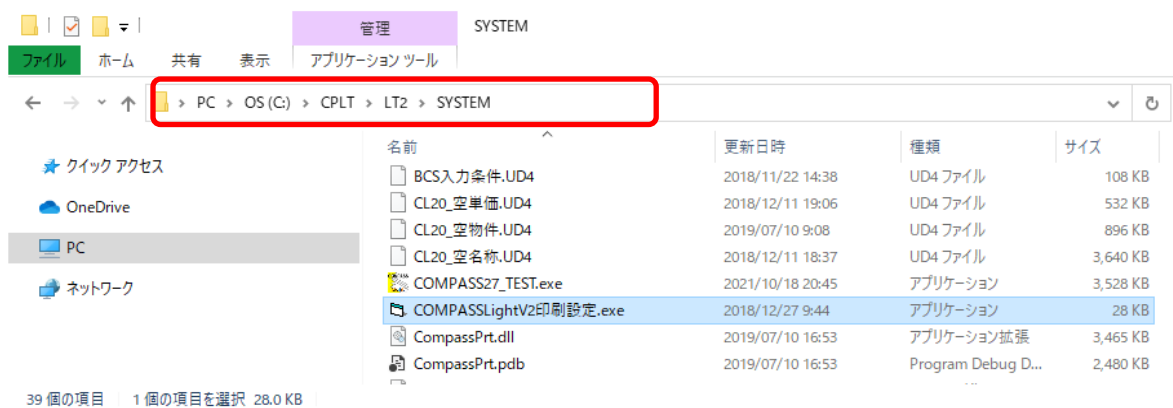 管理 SYSTEM
ファイル ホーム 共有 表示 アプリケーション ツール
PC OS (C:) CPLT LT2 SYSTEM
名前 更新日時 種類 サイズ
クイック アクセス
OneDrive
PC
ネットワーク
BCS入力条件.UD4 2018/11/22 14:38 UD4 ファイル 108 KB
CL20_空単価.UD4 2018/12/11 19:06 UD4 ファイル 532 KB
CL20_空物件.UD4 2019/07/10 9:08 UD4 ファイル 896 KB
CL20_空名称.UD4 2018/12/11 18:37 UD4 ファイル 3,640 KB
COMPASS27_TEST.exe 2021/10/18 20:45 アプリケーション 3,528 KB
COMPASSLightV2印刷設定.exe 2018/12/27 9:44 アプリケーション 28 KB
CompassPrt.dll 2019/07/10 16:53 アプリケーション拡張 3,465 KB
CompassPrt.pdb 2019/07/10 16:53 Program Debug D... 2,480 KB
39 個の項目 1 個の項目を選択 28.0 KB